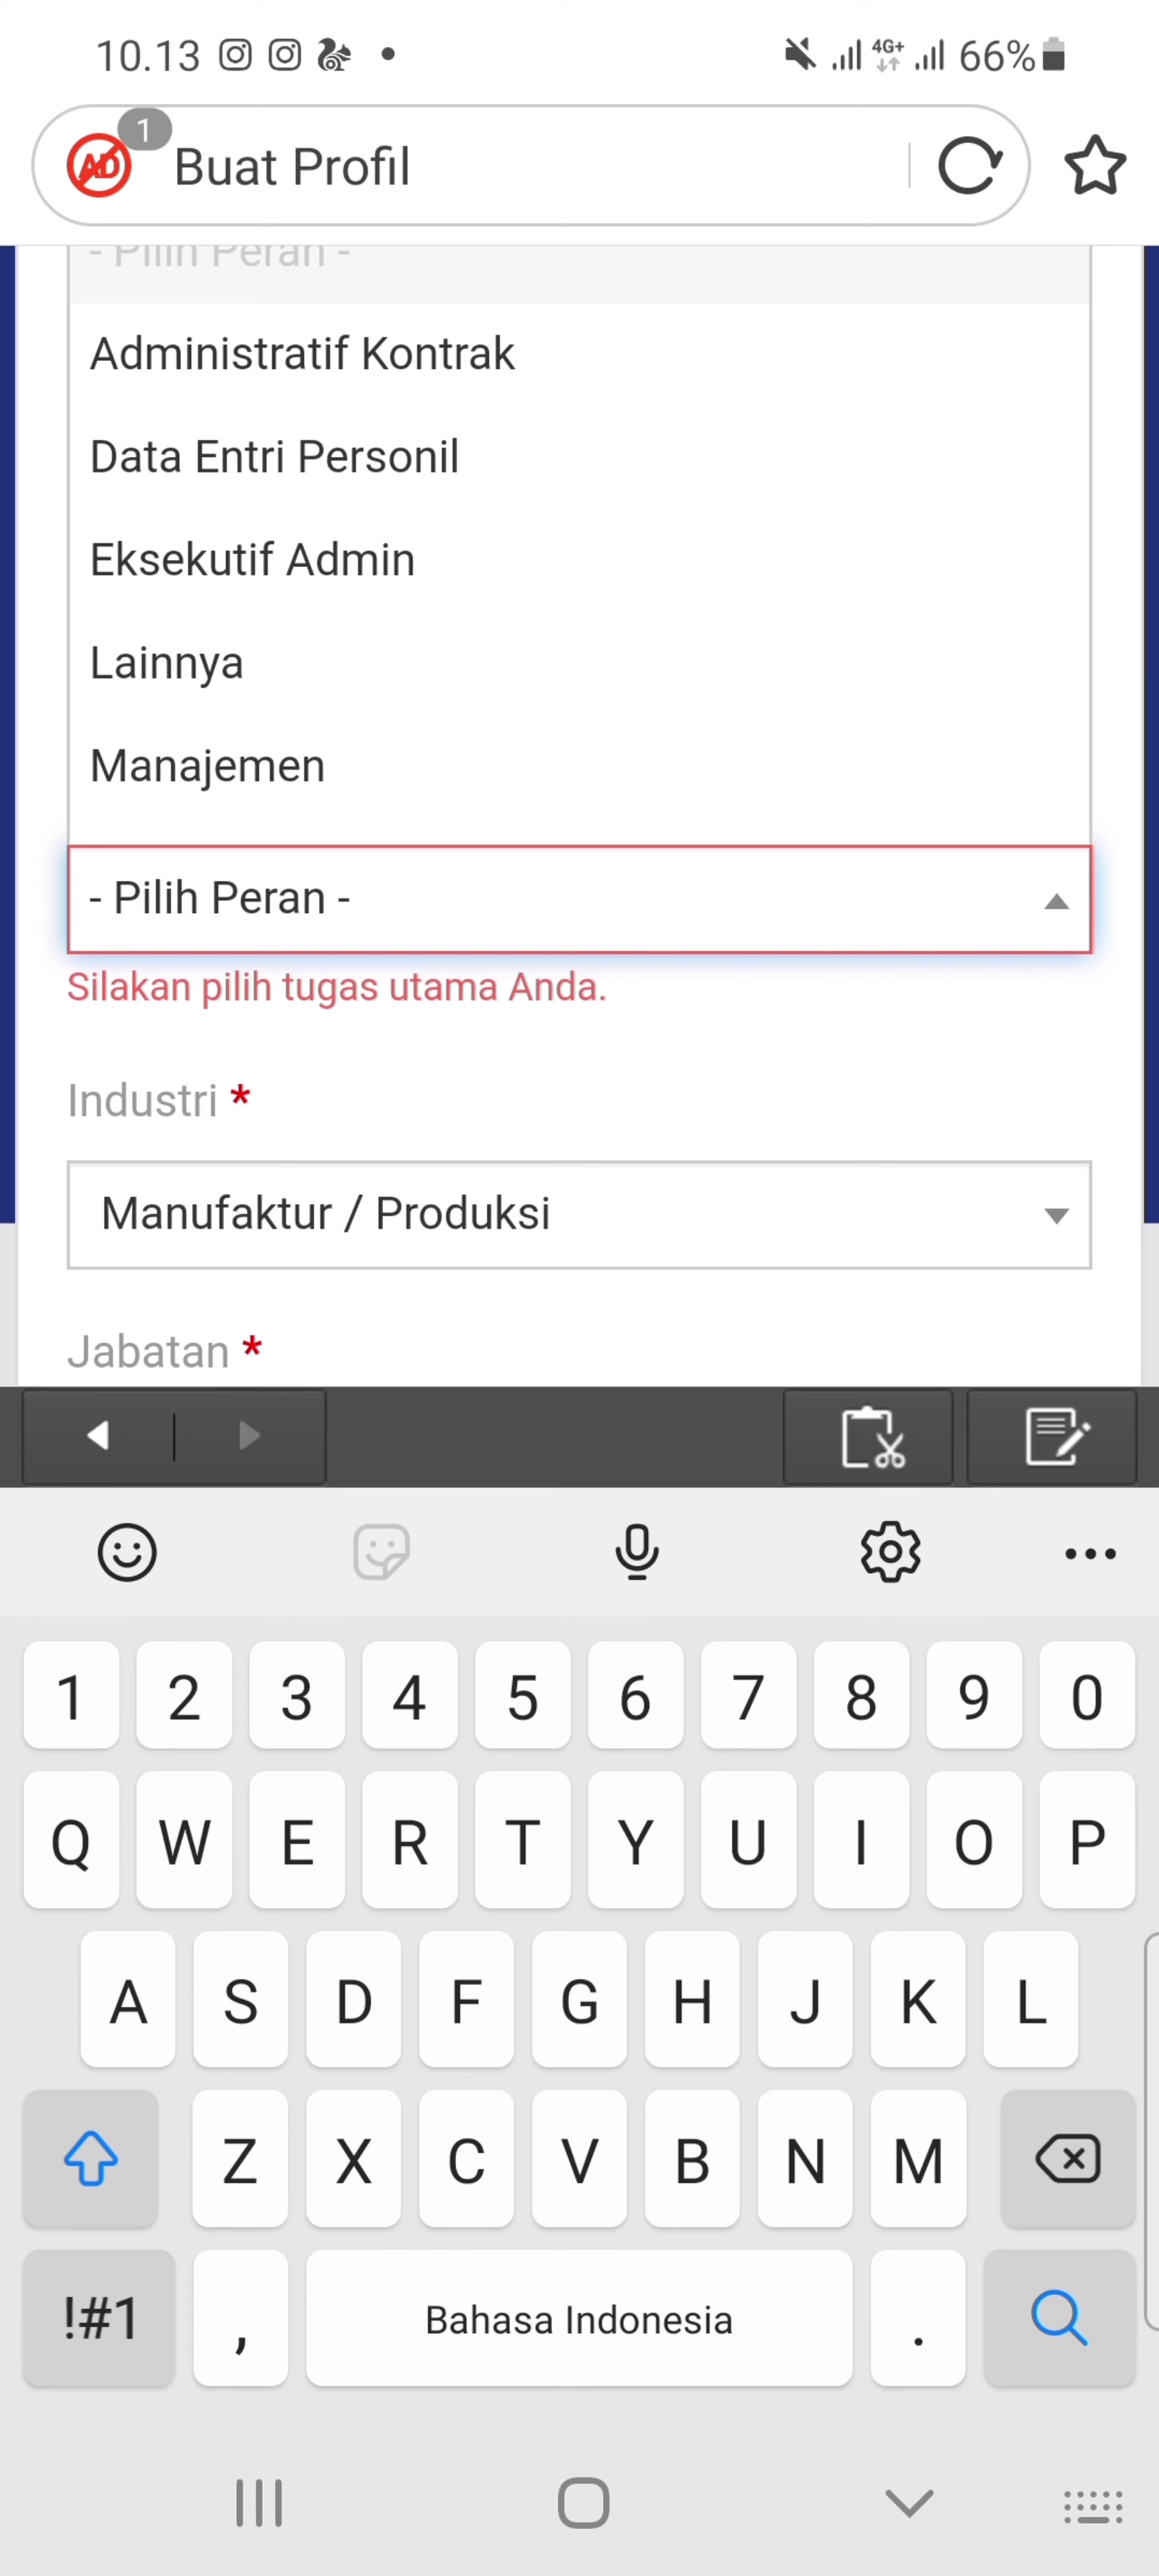 10.13
4G+
66%
AD
1
Buat Profil
- Pilih Peran -
Administratif Kontrak
Data Entri Personil
Eksekutif Admin
Lainnya
Manajemen
- Pilih Peran -
Silakan pilih tugas utama Anda.
Industri *
Manufaktur / Produksi
Jabatan *
1 2 3 4 5 6 7 8 9 0
Q W E R T Y U I O P
A S D F G H J K L
Z X C V B N M
!#1 , Bahasa Indonesia .